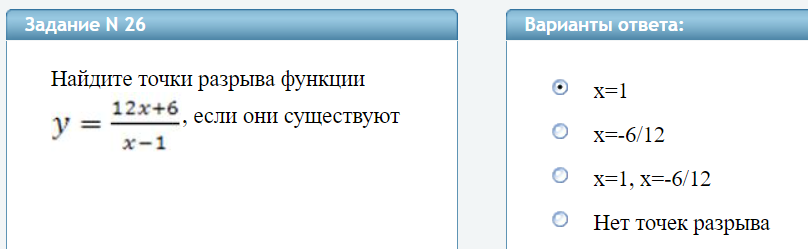 Задание N 26
Найдите точки разрыва функции
y = 12x+6 / x−1, если они существуют
Варианты ответа:
x=1
x=-6/12
x=1, x=-6/12
Нет точек разрыва